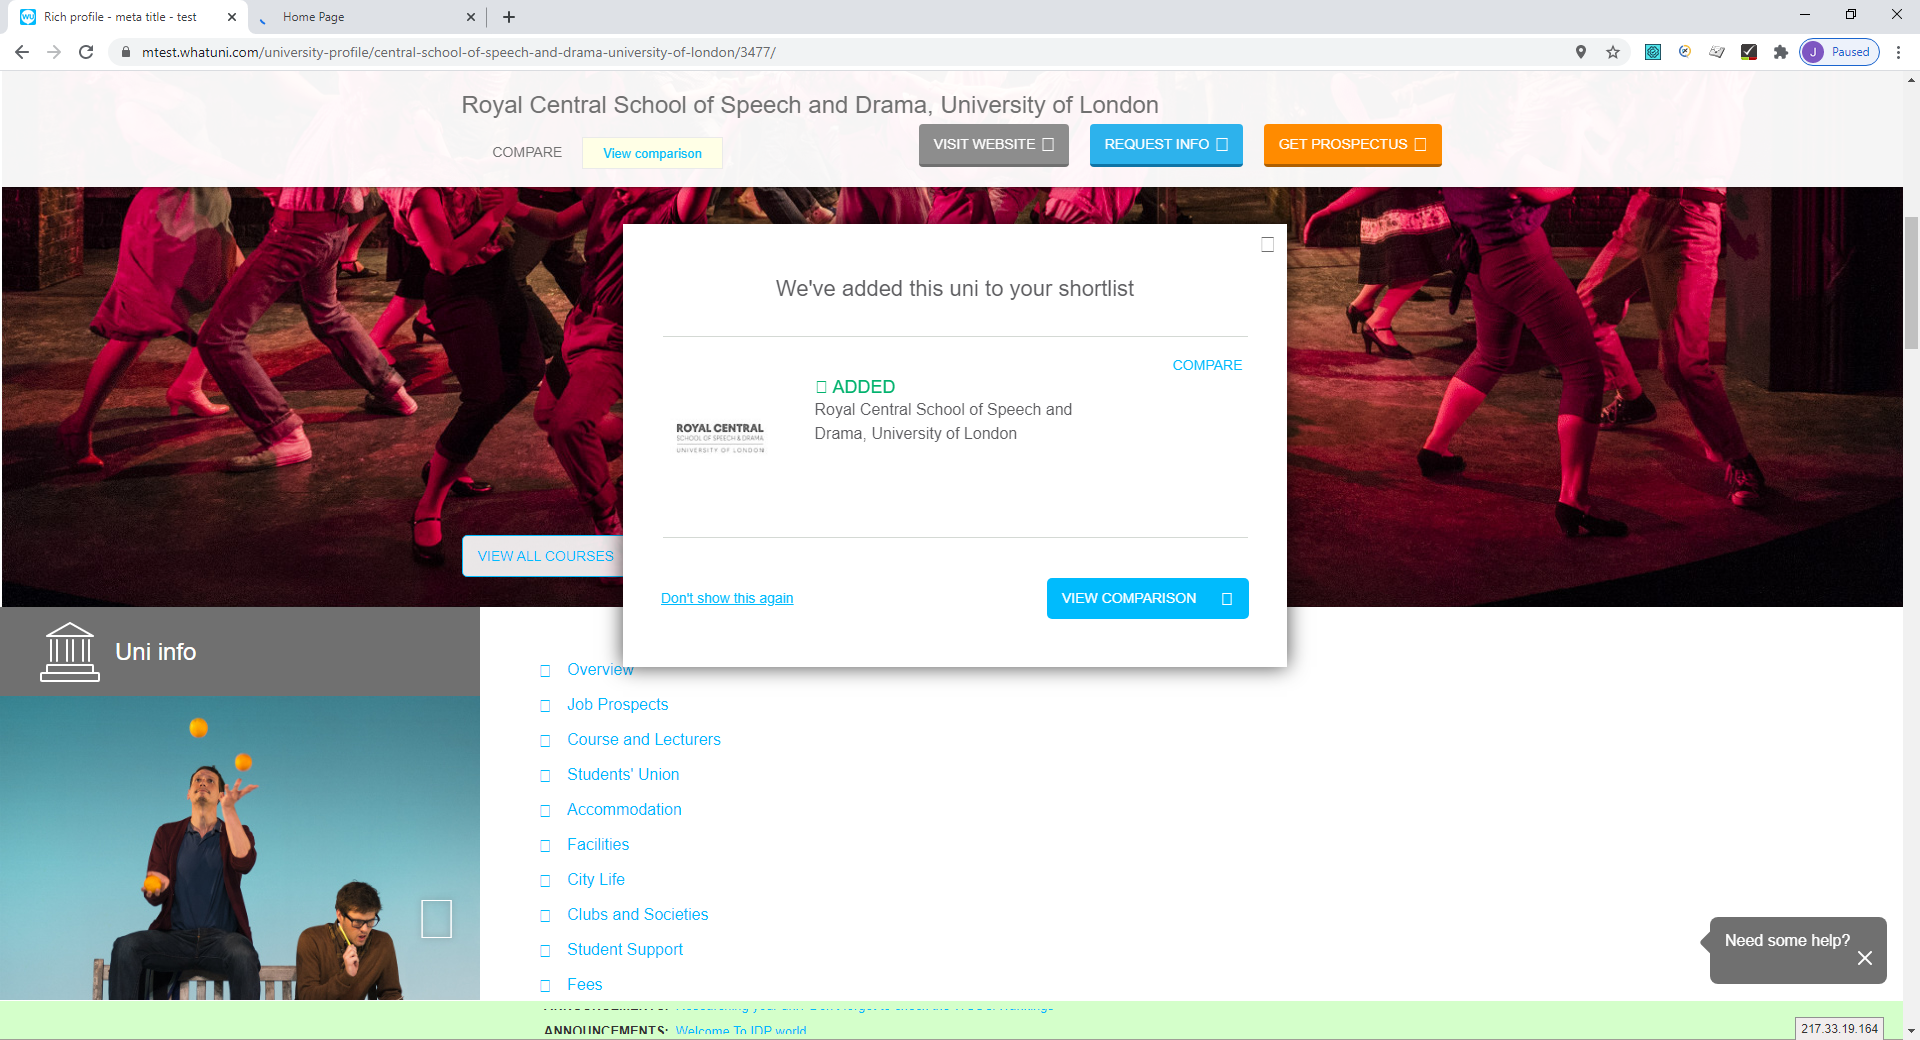 Rich profile - meta title - test
Home Page
mtest.whatuni.com/university-profile/central-school-of-speech-and-drama-university-of-london/3477/
J Paused
Royal Central School of Speech and Drama, University of London
COMPARE
View comparison
VISIT WEBSITE
REQUEST INFO
GET PROSPECTUS
We've added this uni to your shortlist
COMPARE
ADDED
Royal Central School of Speech and
Drama, University of London
ROYAL CENTRAL
SCHOOL OF SPEECH & DRAMA
UNIVERSITY OF LONDON
VIEW ALL COURSES
Don't show this again
VIEW COMPARISON
Uni info
Overview
Job Prospects
Course and Lecturers
Students' Union
Accommodation
Facilities
City Life
Clubs and Societies
Student Support
Fees
Need some help?
ANNOUNCEMENTS: Welcome To IDP world
217.33.19.164